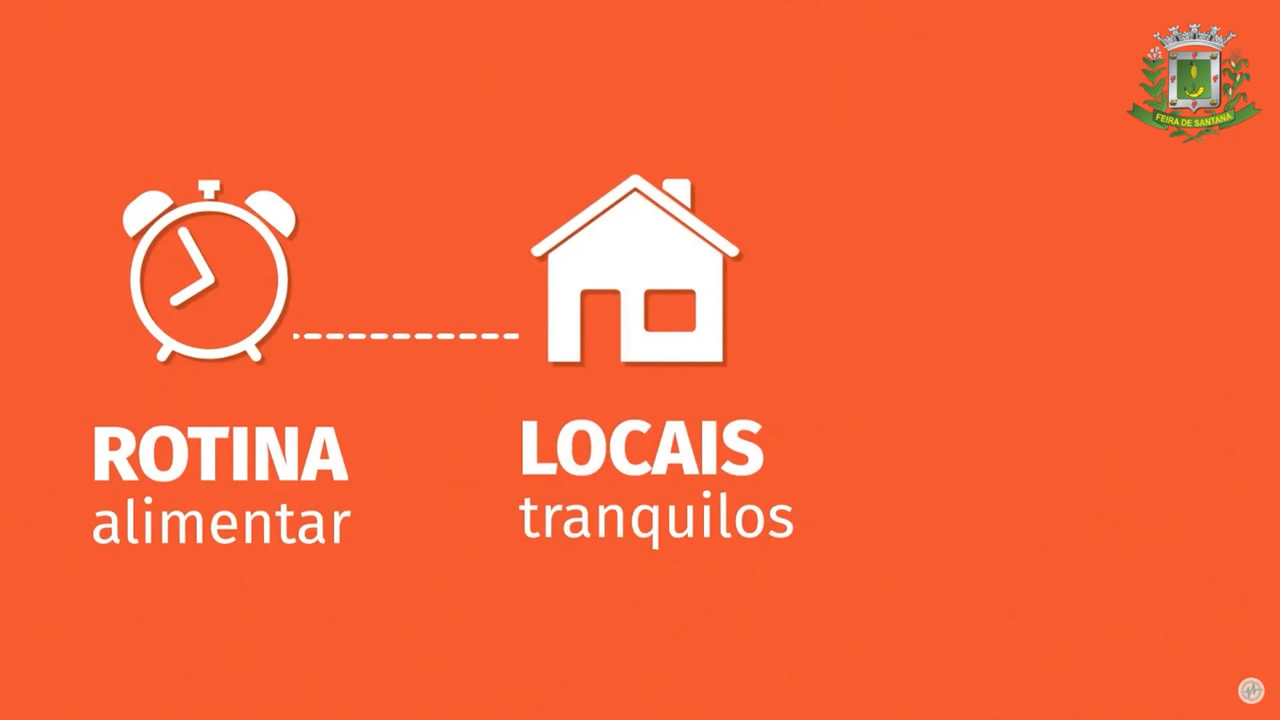 FEIRA DE SANTANA
ROTINA
alimentar
LOCAIS
tranquilos